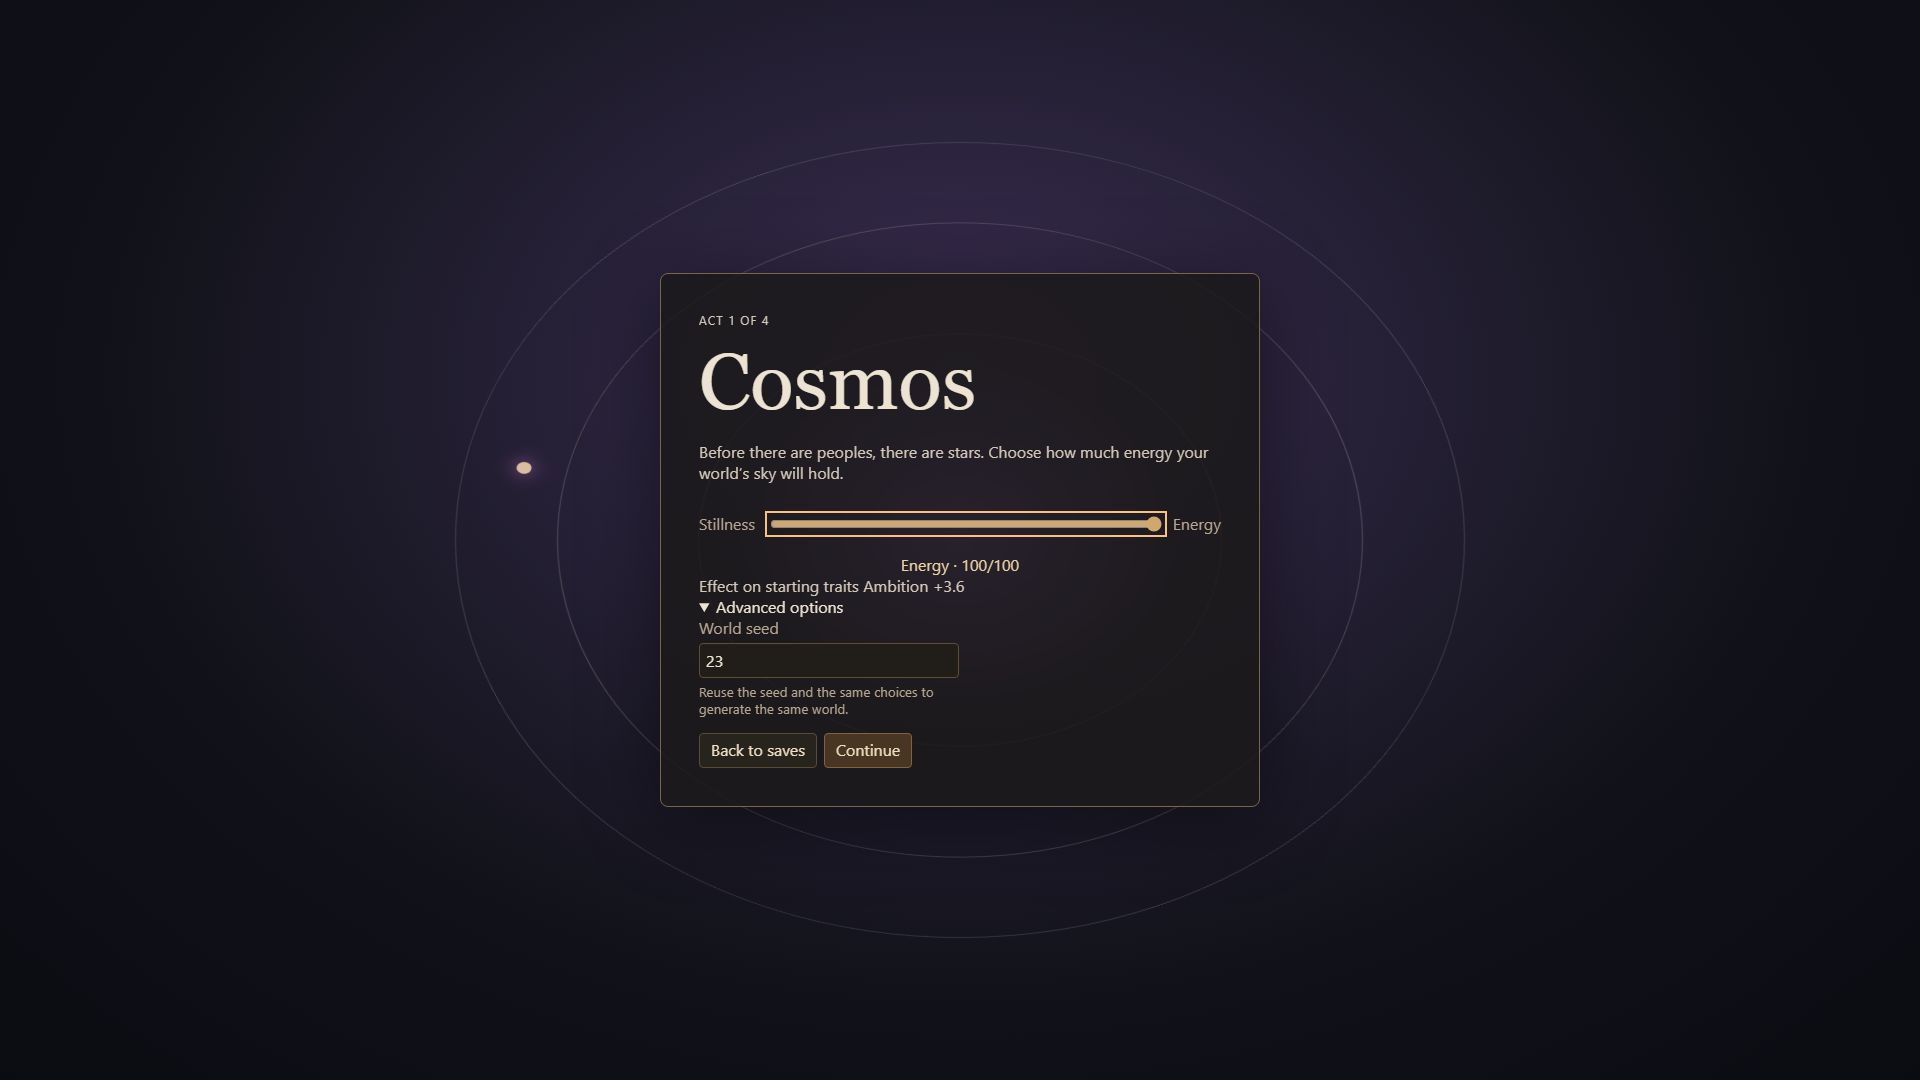 ACT 1 OF 4
Cosmos
Before there are peoples, there are stars. Choose how much energy your
world's sky will hold.
Stillness Energy
Energy · 100/100
Effect on starting traits Ambition +3.6
▼ Advanced options
World seed
23
Reuse the seed and the same choices to
generate the same world.
Back to saves Continue